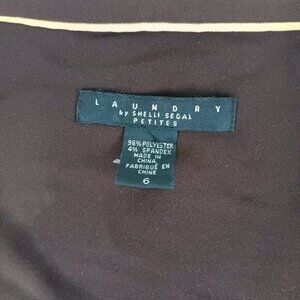 LAUNDRY
by SHELLI SEGAL
PETITES
96% POLYESTER
4% SPANDEX
MADE IN
CHINA
FABRIQUÉ EN
CHINE
6